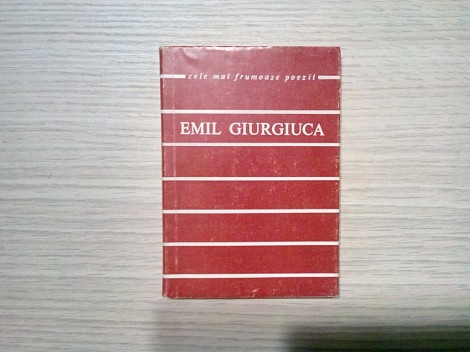 cele mai frumoase poezii
EMIL GIURGIUCA